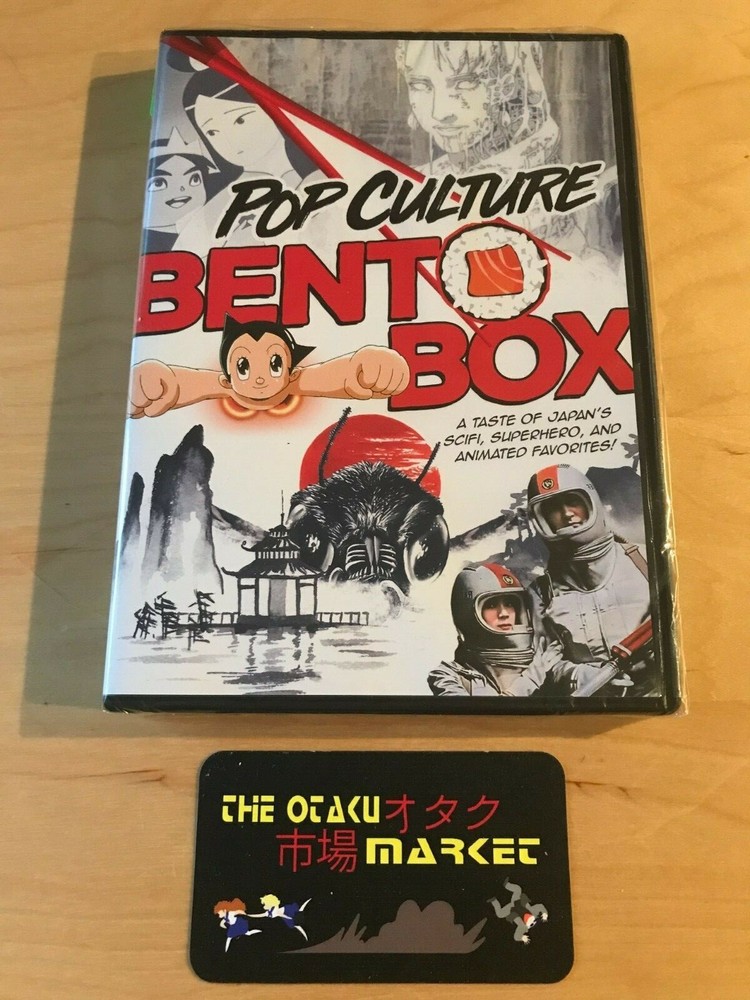 POP CULTURE
BENTO
BOX
A TASTE OF JAPAN'S
SCIFI, SUPERHERO, AND
ANIMATED FAVORITES!
THE OTAKU オタク
市場 MARKET